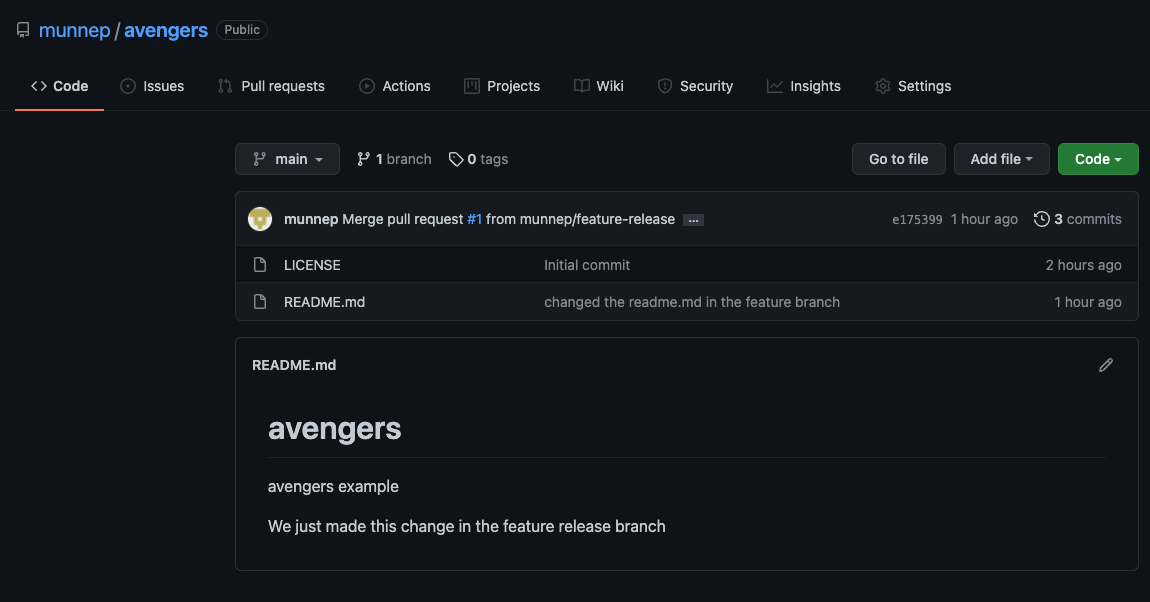 munnep / avengers Public
Code Issues Pull requests Actions Projects Wiki Security Insights Settings
main 1 branch 0 tags Go to file Add file Code
munnep Merge pull request #1 from munnep/feature-release ... e175399 1 hour ago 3 commits
LICENSE Initial commit 2 hours ago
README.md changed the readme.md in the feature branch 1 hour ago
README.md
avengers
avengers example
We just made this change in the feature release branch